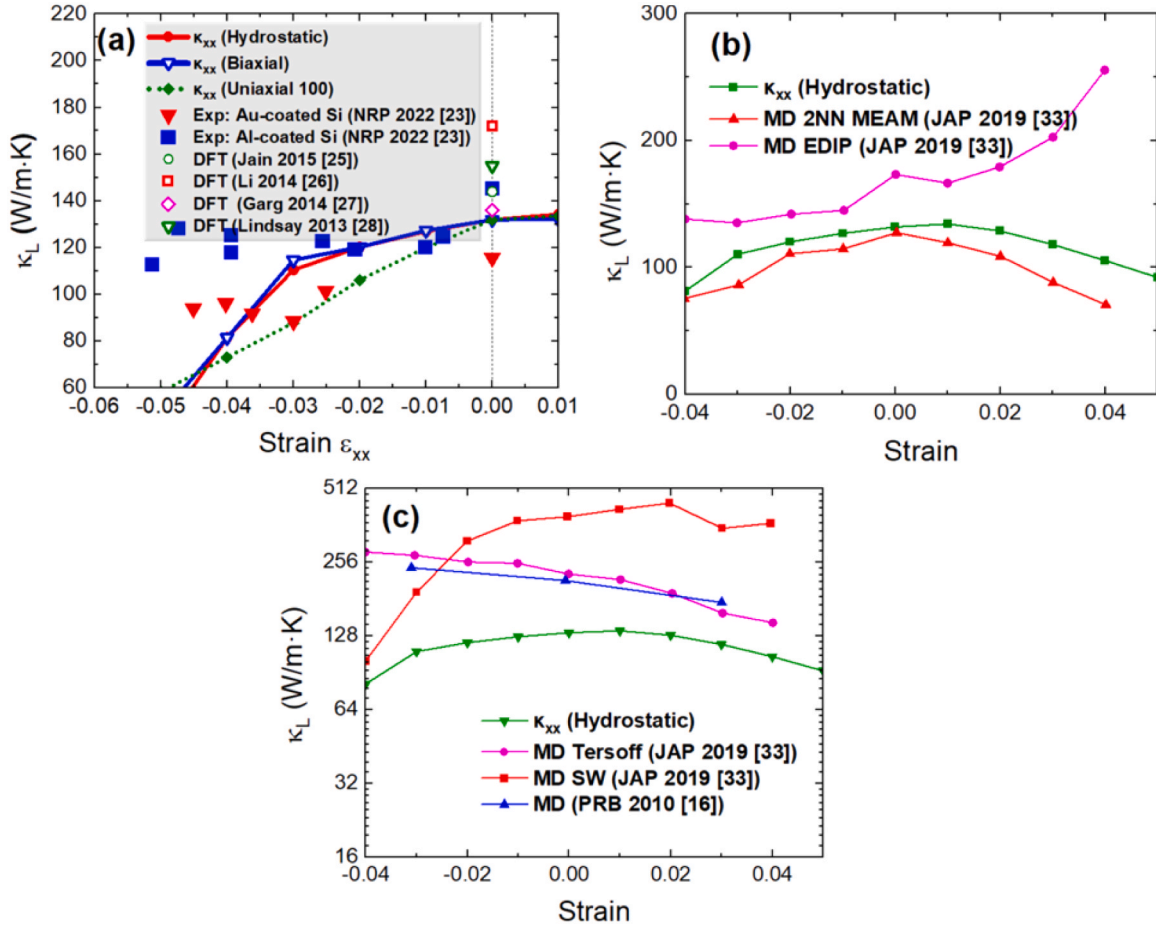 (a)
220
200
180
160
140
120
100
80
60
κL (W/m·K)
κxx (Hydrostatic)
κxx (Biaxial)
κxx (Uniaxial 100)
Exp: Au-coated Si (NRP 2022 [23])
Exp: Al-coated Si (NRP 2022 [23])
DFT (Jain 2015 [25])
DFT (Li 2014 [26])
DFT (Garg 2014 [27])
DFT (Lindsay 2013 [28])
-0.06 -0.05 -0.04 -0.03 -0.02 -0.01 0.00 0.01
Strain εxx
(b)
300
200
100
0
κL (W/m·K)
κxx (Hydrostatic)
MD 2NN MEAM (JAP 2019 [33])
MD EDIP (JAP 2019 [33])
-0.04 -0.02 0.00 0.02 0.04
Strain
(c)
512
256
128
64
32
16
κL (W/m·K)
κxx (Hydrostatic)
MD Tersoff (JAP 2019 [33])
MD SW (JAP 2019 [33])
MD (PRB 2010 [16])
-0.04 -0.02 0.00 0.02 0.04
Strain